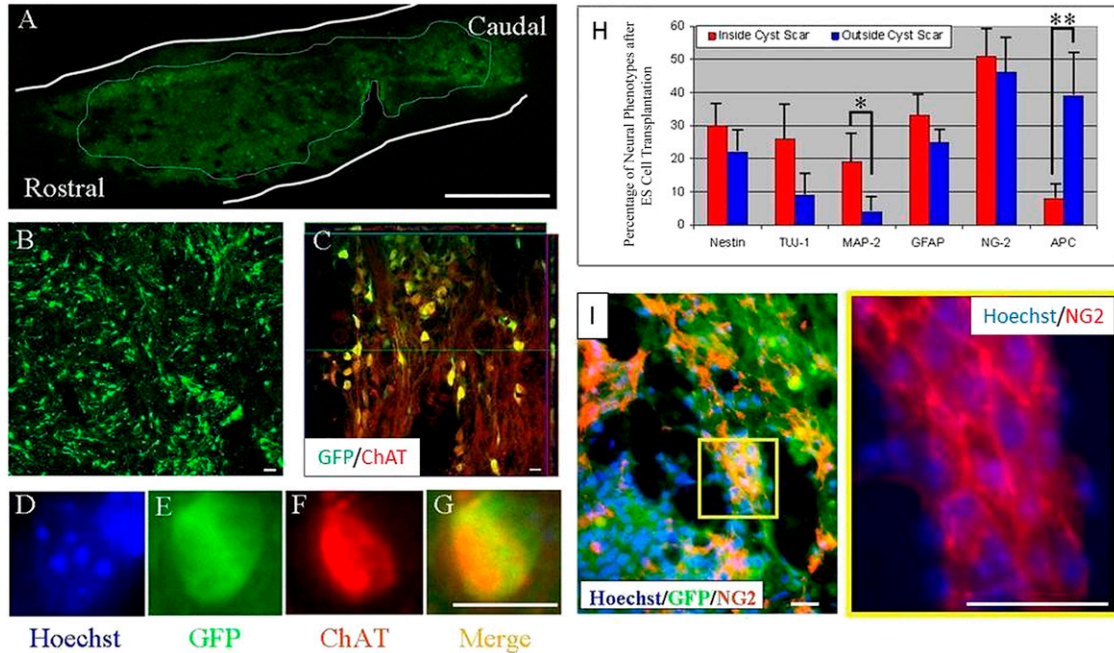 A
Caudal
Rostral
B
C
GFP/ChAT
D
E
F
G
Hoechst
GFP
ChAT
Merge
H
Percentage of Neural Phenotypes after
ES Cell Transplantation
60
50
40
30
20
10
0
Inside Cyst Scar
Outside Cyst Scar
*
**
Nestin
TUJ-1
MAP-2
GFAP
NG-2
APC
I
Hoechst/GFP/NG2
Hoechst/NG2